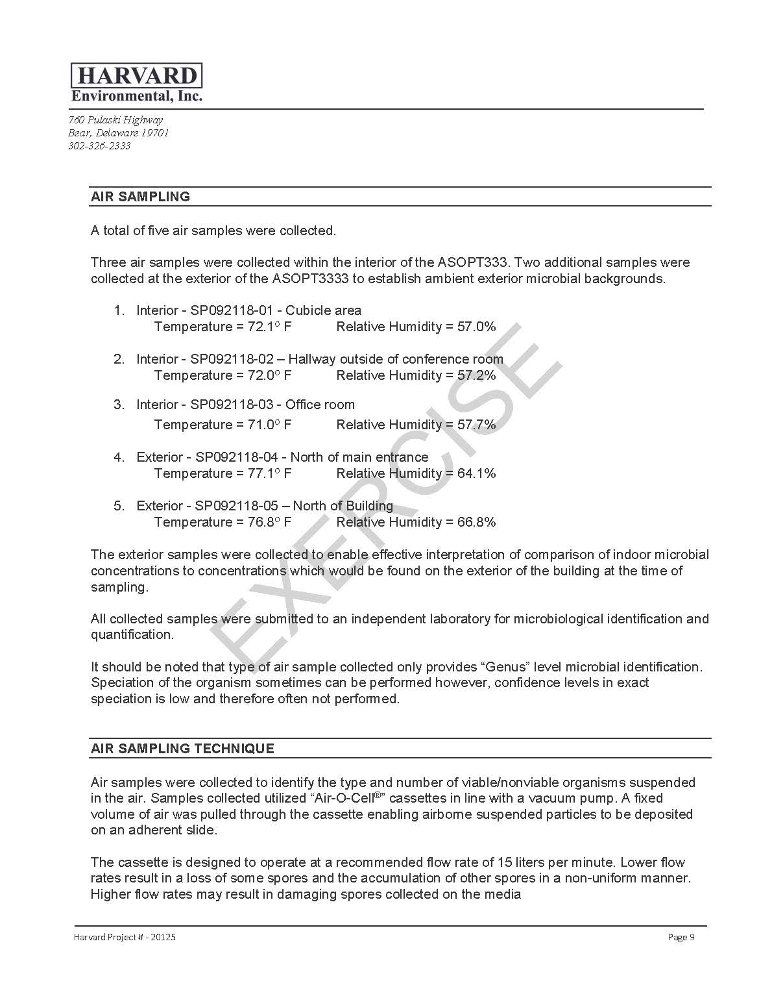 HARVARD
Environmental, Inc.
760 Pulaski Highway
Bear, Delaware 19701
302-326-2333
AIR SAMPLING
A total of five air samples were collected.
Three air samples were collected within the interior of the ASOPT333. Two additional samples were
collected at the exterior of the ASOPT3333 to establish ambient exterior microbial backgrounds.
1. Interior - SP092118-01 - Cubicle area
Temperature = 72.1° F Relative Humidity = 57.0%
2. Interior - SP092118-02 – Hallway outside of conference room
Temperature = 72.0° F Relative Humidity = 57.2%
3. Interior - SP092118-03 - Office room
Temperature = 71.0° F Relative Humidity = 57.7%
4. Exterior - SP092118-04 - North of main entrance
Temperature = 77.1° F Relative Humidity = 64.1%
5. Exterior - SP092118-05 – North of Building
Temperature = 76.8° F Relative Humidity = 66.8%
The exterior samples were collected to enable effective interpretation of comparison of indoor microbial
concentrations to concentrations which would be found on the exterior of the building at the time of
sampling.
All collected samples were submitted to an independent laboratory for microbiological identification and
quantification.
It should be noted that type of air sample collected only provides “Genus” level microbial identification.
Speciation of the organism sometimes can be performed however, confidence levels in exact
speciation is low and therefore often not performed.
AIR SAMPLING TECHNIQUE
Air samples were collected to identify the type and number of viable/nonviable organisms suspended
in the air. Samples collected utilized “Air-O-Cell®” cassettes in line with a vacuum pump. A fixed
volume of air was pulled through the cassette enabling airborne suspended particles to be deposited
on an adherent slide.
The cassette is designed to operate at a recommended flow rate of 15 liters per minute. Lower flow
rates result in a loss of some spores and the accumulation of other spores in a non-uniform manner.
Higher flow rates may result in damaging spores collected on the media
Harvard Project # - 20125 Page 9
EXERCISE